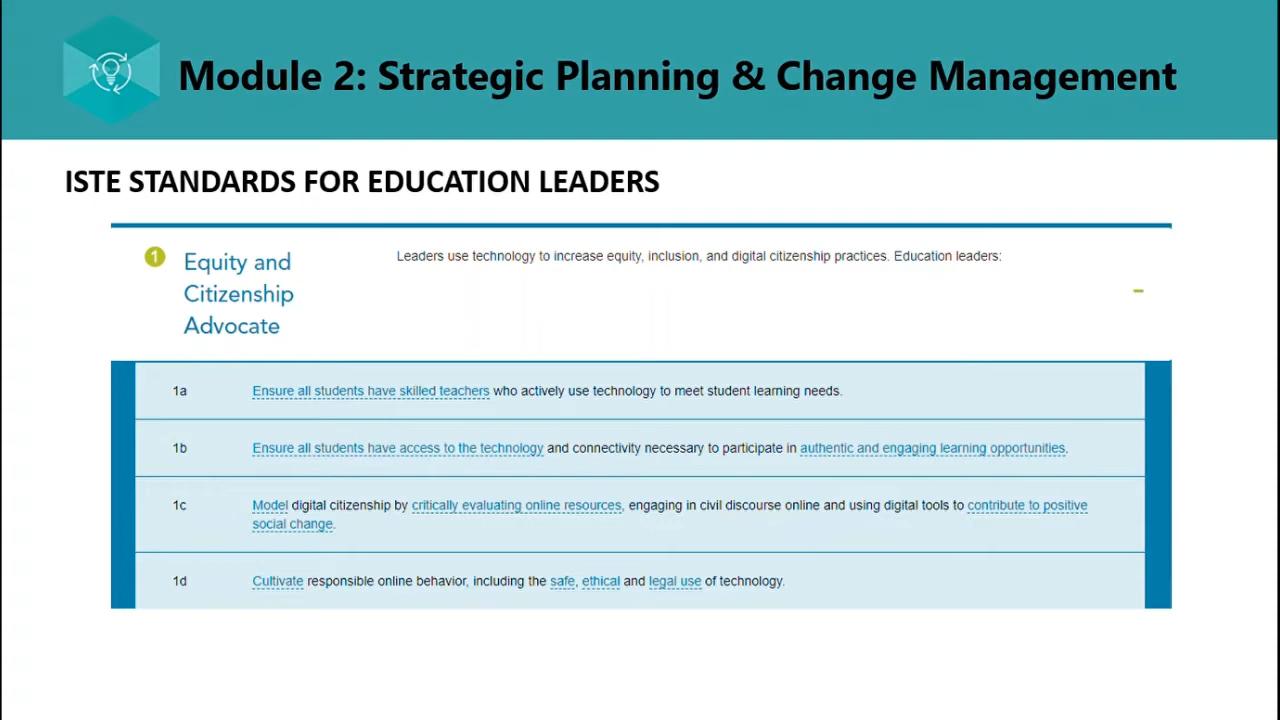 Module 2: Strategic Planning & Change Management
ISTE STANDARDS FOR EDUCATION LEADERS
1
Equity and
Citizenship
Advocate
Leaders use technology to increase equity, inclusion, and digital citizenship practices. Education leaders:
1a Ensure all students have skilled teachers who actively use technology to meet student learning needs.
1b Ensure all students have access to the technology and connectivity necessary to participate in authentic and engaging learning opportunities.
1c Model digital citizenship by critically evaluating online resources, engaging in civil discourse online and using digital tools to contribute to positive
social change.
1d Cultivate responsible online behavior, including the safe, ethical and legal use of technology.